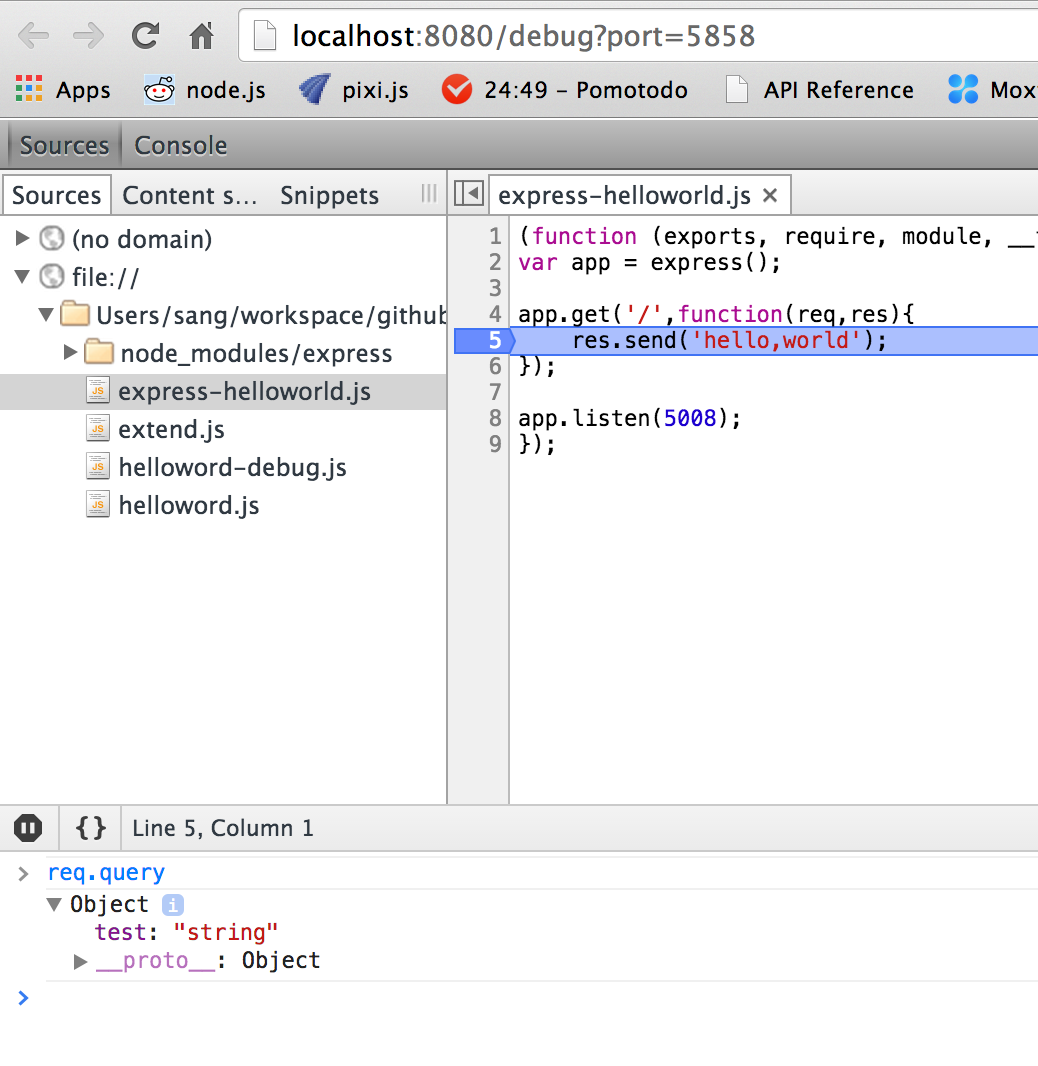 localhost:8080/debug?port=5858
Apps node.js pixi.js 24:49 – Pomotodo API Reference Mox
Sources Console
Sources Content s... Snippets express-helloworld.js ×
(no domain)
file://
Users/sang/workspace/github
node_modules/express
express-helloworld.js
extend.js
helloword-debug.js
helloword.js
1 (function (exports, require, module, __
2 var app = express();
3
4 app.get('/',function(req,res){
5 res.send('hello,world');
6 });
7
8 app.listen(5008);
9 });
{} Line 5, Column 1
> req.query
Object i
test: "string"
__proto__: Object
>